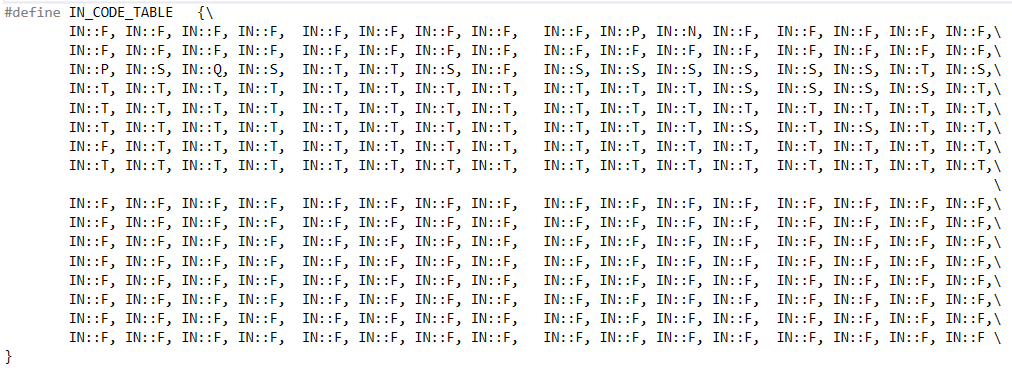 #define IN_CODE_TABLE {\
IN::F, IN::F, IN::F, IN::F, IN::F, IN::F, IN::F, IN::F, IN::F, IN::P, IN::N, IN::F, IN::F, IN::F, IN::F, IN::F,\
IN::F, IN::F, IN::F, IN::F, IN::F, IN::F, IN::F, IN::F, IN::F, IN::F, IN::F, IN::F, IN::F, IN::F, IN::F, IN::F,\
IN::P, IN::S, IN::Q, IN::S, IN::T, IN::T, IN::S, IN::F, IN::S, IN::S, IN::S, IN::S, IN::S, IN::S, IN::T, IN::S,\
IN::T, IN::T, IN::T, IN::T, IN::T, IN::T, IN::T, IN::T, IN::T, IN::T, IN::T, IN::S, IN::S, IN::S, IN::S, IN::T,\
IN::T, IN::T, IN::T, IN::T, IN::T, IN::T, IN::T, IN::T, IN::T, IN::T, IN::T, IN::T, IN::T, IN::T, IN::T, IN::T,\
IN::T, IN::T, IN::T, IN::T, IN::T, IN::T, IN::T, IN::T, IN::T, IN::T, IN::T, IN::S, IN::T, IN::S, IN::T, IN::T,\
IN::F, IN::T, IN::T, IN::T, IN::T, IN::T, IN::T, IN::T, IN::T, IN::T, IN::T, IN::T, IN::T, IN::T, IN::T, IN::T,\
IN::T, IN::T, IN::T, IN::T, IN::T, IN::T, IN::T, IN::T, IN::T, IN::T, IN::T, IN::T, IN::T, IN::T, IN::T, IN::T,\
\
IN::F, IN::F, IN::F, IN::F, IN::F, IN::F, IN::F, IN::F, IN::F, IN::F, IN::F, IN::F, IN::F, IN::F, IN::F, IN::F,\
IN::F, IN::F, IN::F, IN::F, IN::F, IN::F, IN::F, IN::F, IN::F, IN::F, IN::F, IN::F, IN::F, IN::F, IN::F, IN::F,\
IN::F, IN::F, IN::F, IN::F, IN::F, IN::F, IN::F, IN::F, IN::F, IN::F, IN::F, IN::F, IN::F, IN::F, IN::F, IN::F,\
IN::F, IN::F, IN::F, IN::F, IN::F, IN::F, IN::F, IN::F, IN::F, IN::F, IN::F, IN::F, IN::F, IN::F, IN::F, IN::F,\
IN::F, IN::F, IN::F, IN::F, IN::F, IN::F, IN::F, IN::F, IN::F, IN::F, IN::F, IN::F, IN::F, IN::F, IN::F, IN::F,\
IN::F, IN::F, IN::F, IN::F, IN::F, IN::F, IN::F, IN::F, IN::F, IN::F, IN::F, IN::F, IN::F, IN::F, IN::F, IN::F,\
IN::F, IN::F, IN::F, IN::F, IN::F, IN::F, IN::F, IN::F, IN::F, IN::F, IN::F, IN::F, IN::F, IN::F, IN::F, IN::F,\
IN::F, IN::F, IN::F, IN::F, IN::F, IN::F, IN::F, IN::F, IN::F, IN::F, IN::F, IN::F, IN::F, IN::F, IN::F, IN::F \
}